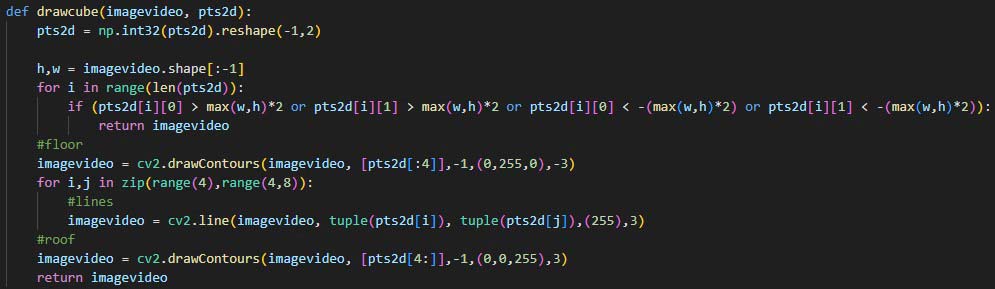 def drawcube(imagevideo, pts2d):
    pts2d = np.int32(pts2d).reshape(-1,2)

    h,w = imagevideo.shape[:-1]
    for i in range(len(pts2d)):
        if (pts2d[i][0] > max(w,h)*2 or pts2d[i][1] > max(w,h)*2 or pts2d[i][0] < -(max(w,h)*2) or pts2d[i][1] < -(max(w,h)*2)):
            return imagevideo
    #floor
    imagevideo = cv2.drawContours(imagevideo, [pts2d[:4]],-1,(0,255,0),-3)
    for i,j in zip(range(4),range(4,8)):
        #lines
        imagevideo = cv2.line(imagevideo, tuple(pts2d[i]), tuple(pts2d[j]),(255),3)
    #roof
    imagevideo = cv2.drawContours(imagevideo, [pts2d[4:]],-1,(0,0,255),3)
    return imagevideo